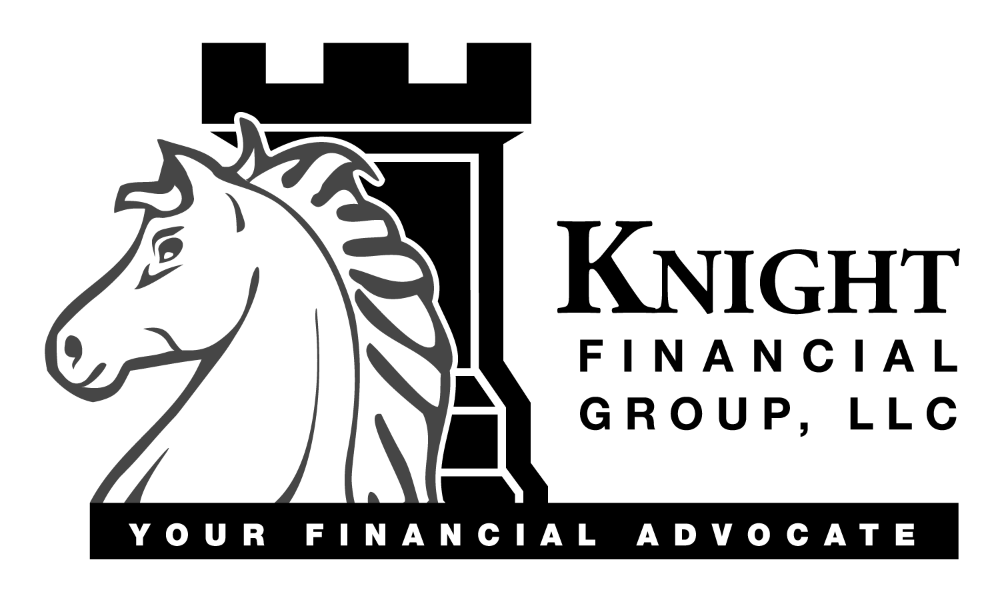 KNIGHT
FINANCIAL
GROUP, LLC
YOUR FINANCIAL ADVOCATE